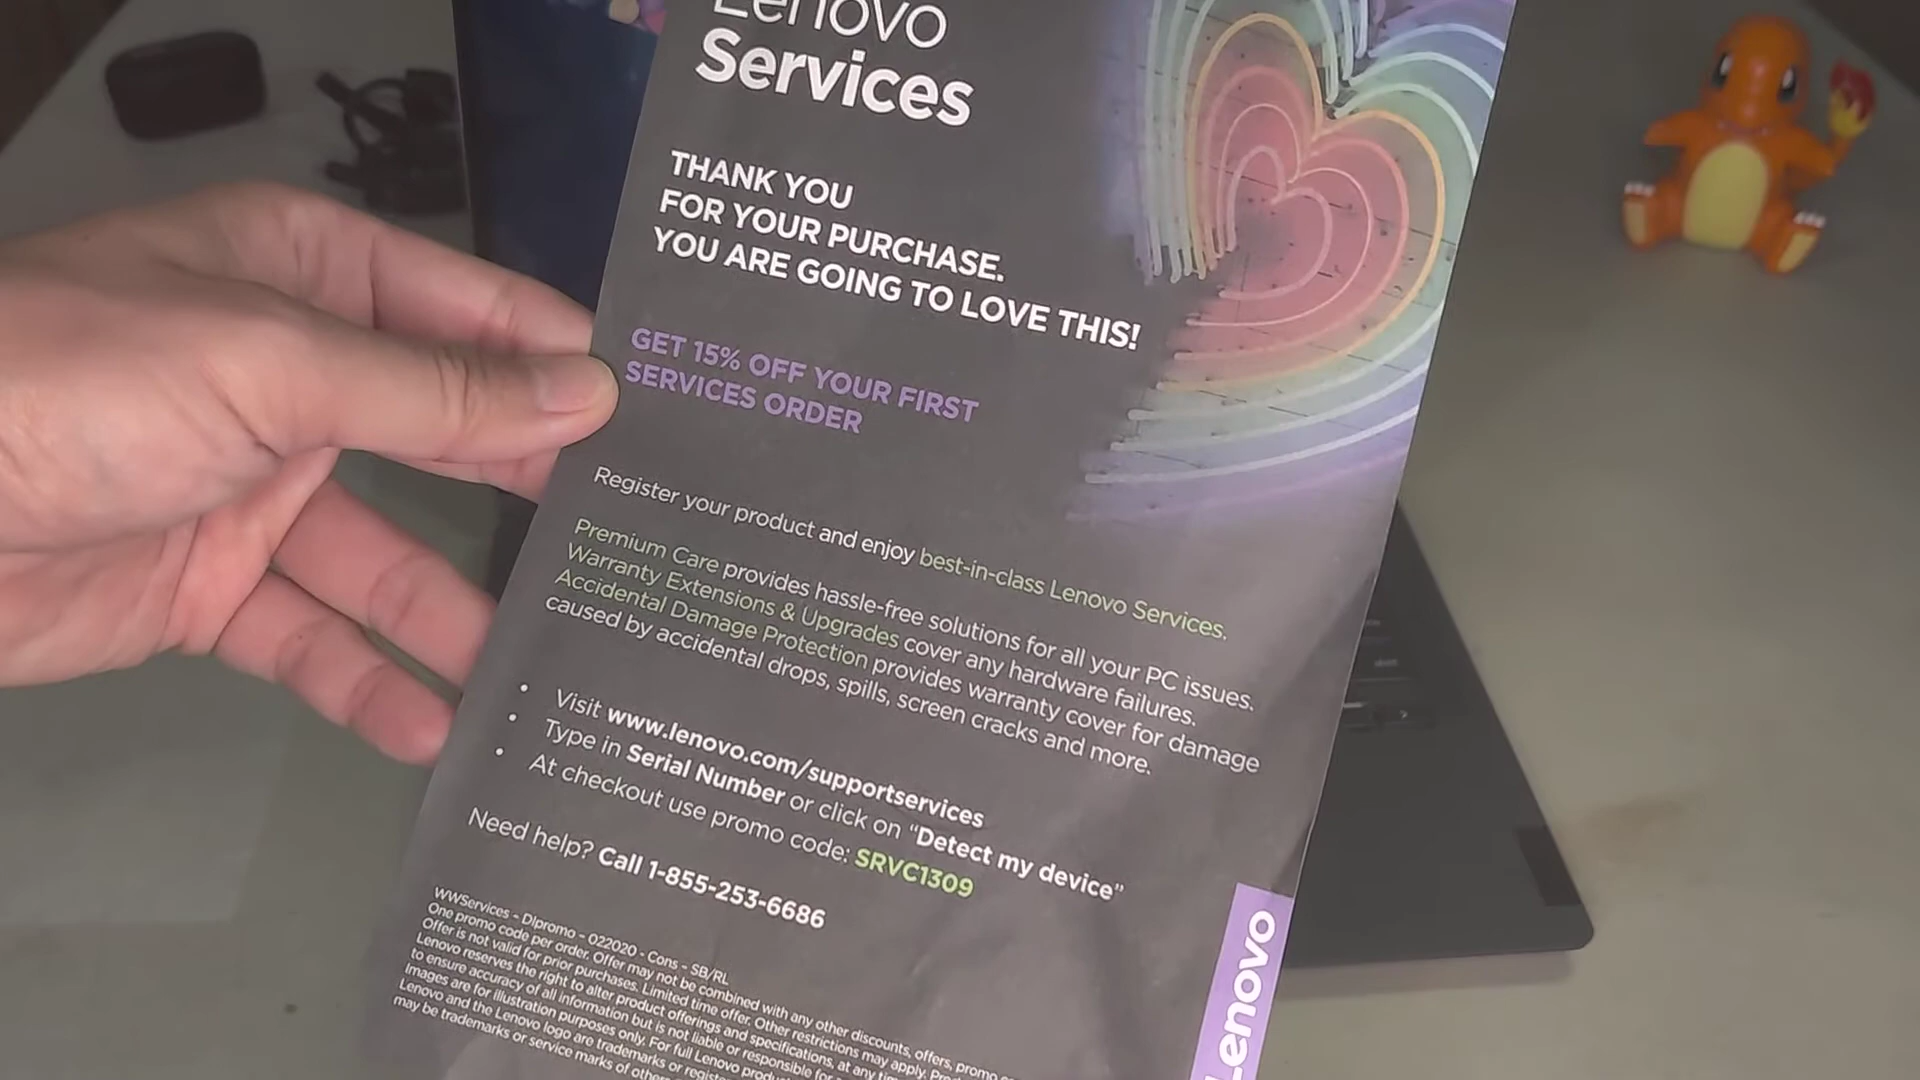 Lenovo
Services
THANK YOU
FOR YOUR PURCHASE.
YOU ARE GOING TO LOVE THIS!
GET 15% OFF YOUR FIRST
SERVICES ORDER
Register your product and enjoy best-in-class Lenovo Services.
Premium Care provides hassle-free solutions for all your PC issues.
Warranty Extensions & Upgrades cover any hardware failures.
Accidental Damage Protection provides warranty cover for damage
caused by accidental drops, spills, screen cracks and more.
• Visit www.lenovo.com/supportservices
• Type in Serial Number or click on "Detect my device"
• At checkout use promo code: SRVC1309
Need help? Call 1-855-253-6686
WWServices - DIpromo - 022020 - Cons - SB/RL
One promo code per order. Offer may not be combined with any other discounts, offers, promo
Offer is not valid for prior purchases. Limited time offer. Other restrictions may apply.
Lenovo reserves the right to alter product offerings and specifications, at any
to ensure accuracy of all information but is not liable or responsible for
Images are for illustration purposes only. For full Lenovo
Lenovo and the Lenovo logo are trademarks or
may be trademarks or service marks of
Lenovo